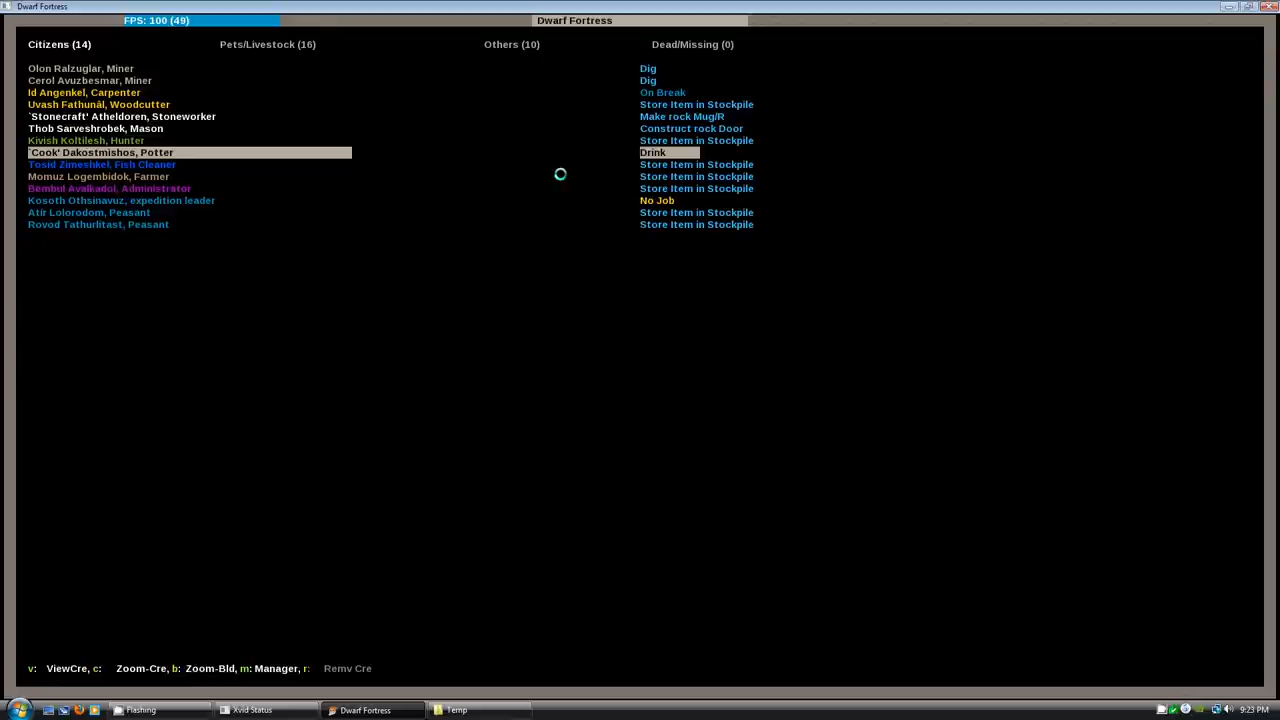 Dwarf Fortress
FPS: 100 (49) Dwarf Fortress
Citizens (14) Pets/Livestock (16) Others (10) Dead/Missing (0)
Olon Ralzuglar, Miner Dig
Cerol Avuzbesmar, Miner Dig
Id Angenkel, Carpenter On Break
Uvash Fathunâl, Woodcutter Store Item in Stockpile
`Stonecraft' Atheldoren, Stoneworker Make rock Mug/R
Thob Sarveshrobek, Mason Construct rock Door
Kivish Koltilesh, Hunter Store Item in Stockpile
`Cook' Dakostmishos, Potter Drink
Tosid Zimeshkel, Fish Cleaner Store Item in Stockpile
Momuz Logembidok, Farmer Store Item in Stockpile
Bëmbul Avalkadol, Administrator Store Item in Stockpile
Kosoth Othsinavuz, expedition leader No Job
Atír Lolorodom, Peasant Store Item in Stockpile
Rovod Tathurlitast, Peasant Store Item in Stockpile
v: ViewCre, c: Zoom-Cre, b: Zoom-Bld, m: Manager, r: Remv Cre
Flashing Xvid Status Dwarf Fortress Temp 9:23 PM